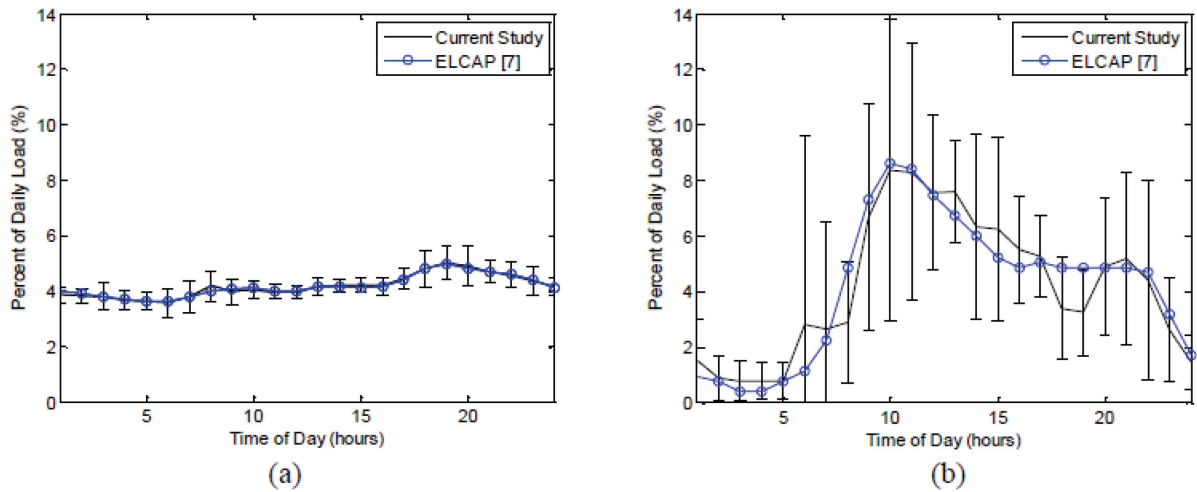 14
12
10
8
6
4
2
0
Percent of Daily Load (%)
Current Study
ELCAP [7]
5 10 15 20
Time of Day (hours)
(a)
14
12
10
8
6
4
2
0
Percent of Daily Load (%)
Current Study
ELCAP [7]
5 10 15 20
Time of Day (hours)
(b)